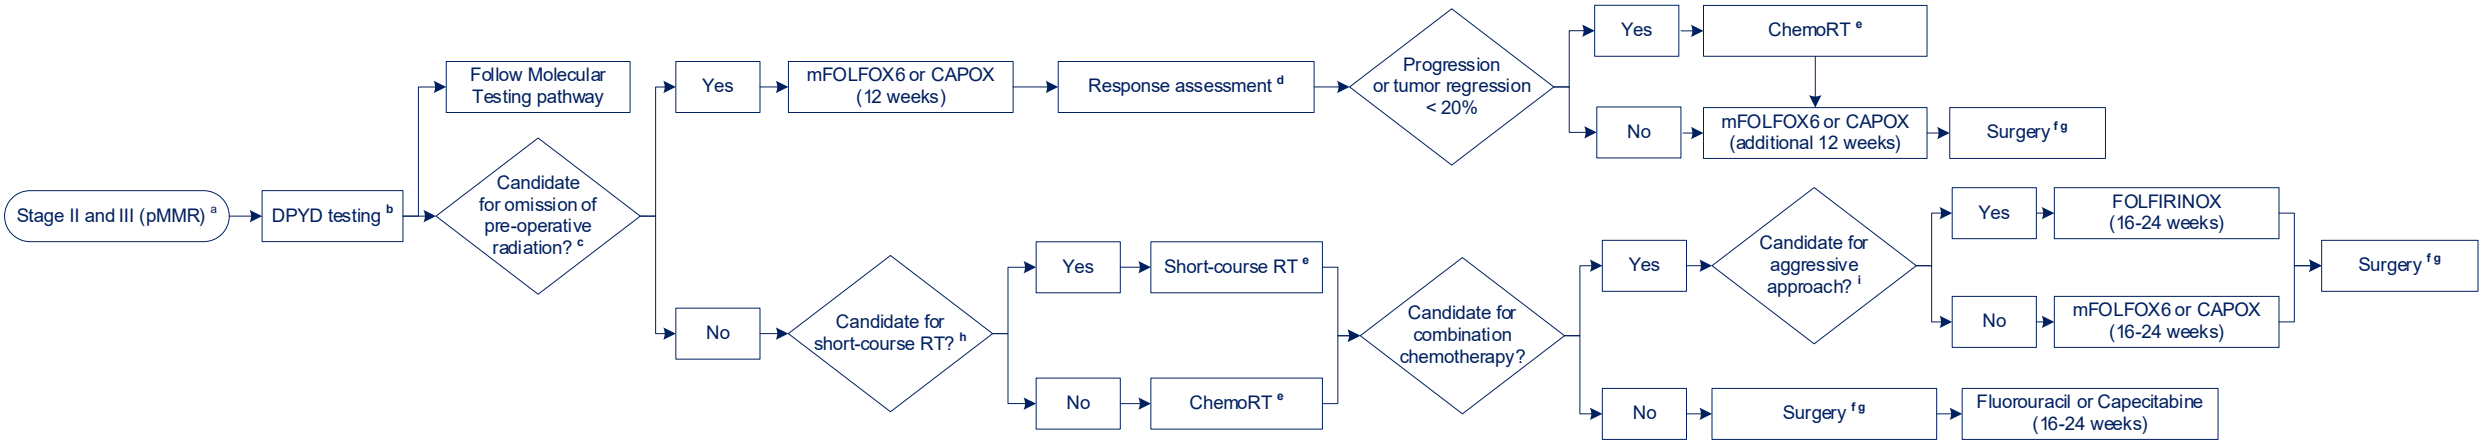 Stage II and III (pMMR) a
DPYD testing b
Follow Molecular
Testing pathway
Candidate
for omission of
pre-operative
radiation? c
Yes
mFOLFOX6 or CAPOX
(12 weeks)
Response assessment d
Progression
or tumor regression
< 20%
Yes
ChemoRT e
No
mFOLFOX6 or CAPOX
(additional 12 weeks)
Surgery f g
No
Candidate for
short-course RT? h
Yes
Short-course RT e
No
ChemoRT e
Candidate for
combination
chemotherapy?
Yes
Candidate for
aggressive
approach? i
Yes
FOLFIRINOX
(16-24 weeks)
No
mFOLFOX6 or CAPOX
(16-24 weeks)
Surgery f g
No
Surgery f g
Fluorouracil or Capecitabine
(16-24 weeks)